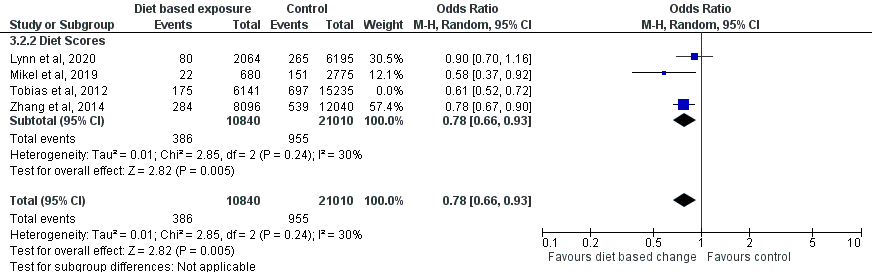 Diet based exposure Control Odds Ratio Odds Ratio
Study or Subgroup Events Total Events Total Weight M-H, Random, 95% CI M-H, Random, 95% CI
3.2.2 Diet Scores
Lynn et al, 2020 80 2064 265 6195 30.5% 0.90 [0.70, 1.16]
Mikel et al, 2019 22 680 151 2775 12.1% 0.58 [0.37, 0.92]
Tobias et al, 2012 175 6141 697 15235 0.0% 0.61 [0.52, 0.72]
Zhang et al, 2014 284 8096 539 12040 57.4% 0.78 [0.67, 0.90]
Subtotal (95% CI) 10840 21010 100.0% 0.78 [0.66, 0.93]
Total events 386 955
Heterogeneity: Tau² = 0.01; Chi² = 2.85, df = 2 (P = 0.24); I² = 30%
Test for overall effect: Z = 2.82 (P = 0.005)
Total (95% CI) 10840 21010 100.0% 0.78 [0.66, 0.93]
Total events 386 955
Heterogeneity: Tau² = 0.01; Chi² = 2.85, df = 2 (P = 0.24); I² = 30%
0.1 0.2 0.5 1 2 5 10
Test for overall effect: Z = 2.82 (P = 0.005)
Favours diet based change Favours control
Test for subgroup differences: Not applicable